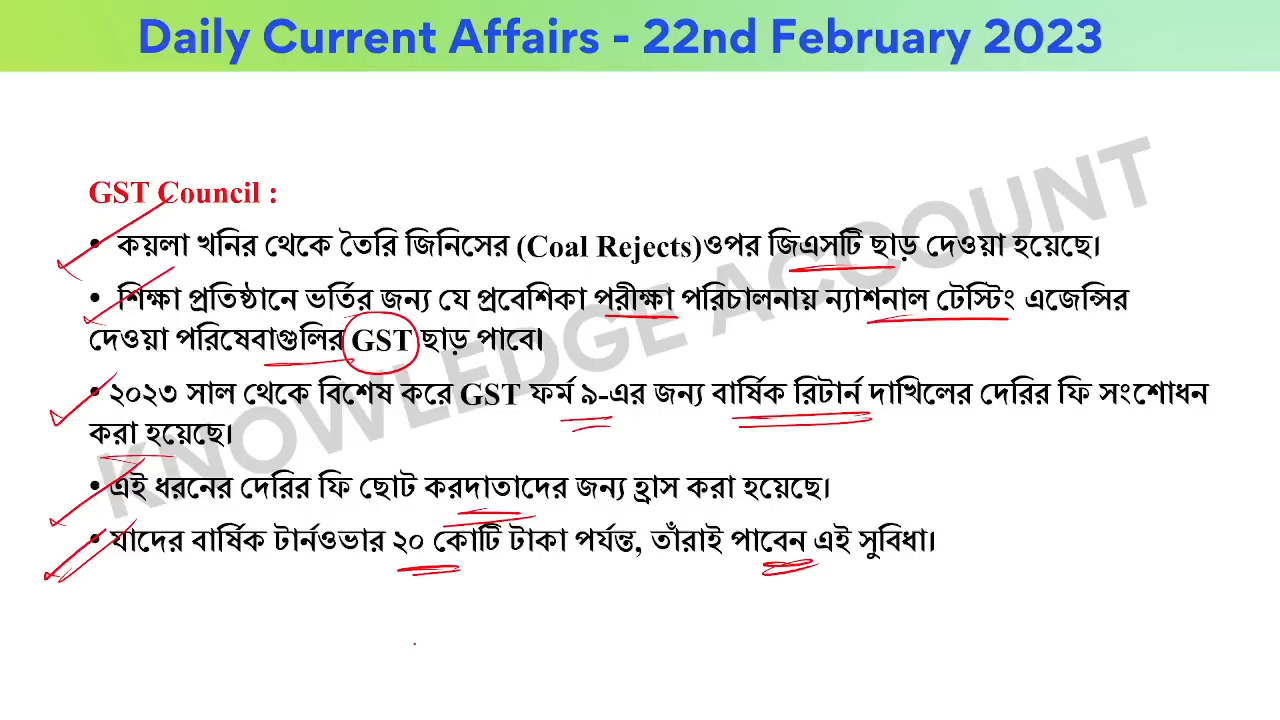 Daily Current Affairs - 22nd February 2023
GST Council :
• কয়লা খনির থেকে তৈরি জিনিসের (Coal Rejects)ওপর জিএসটি ছাড় দেওয়া হয়েছে।
• শিক্ষা প্রতিষ্ঠানে ভর্তির জন্য যে প্রবেশিকা পরীক্ষা পরিচালনায় ন্যাশনাল টেস্টিং এজেন্সির
দেওয়া পরিষেবাগুলির GST ছাড় পাবে।
• ২০২৩ সাল থেকে বিশেষ করে GST ফর্ম ৯-এর জন্য বার্ষিক রিটার্ন দাখিলের দেরির ফি সংশোধন
করা হয়েছে।
• এই ধরনের দেরির ফি ছোট করদাতাদের জন্য হ্রাস করা হয়েছে।
• যাদের বার্ষিক টার্নওভার ২০ কোটি টাকা পর্যন্ত, তাঁরাই পাবেন এই সুবিধা।
KNOWLEDGE ACCOUNT